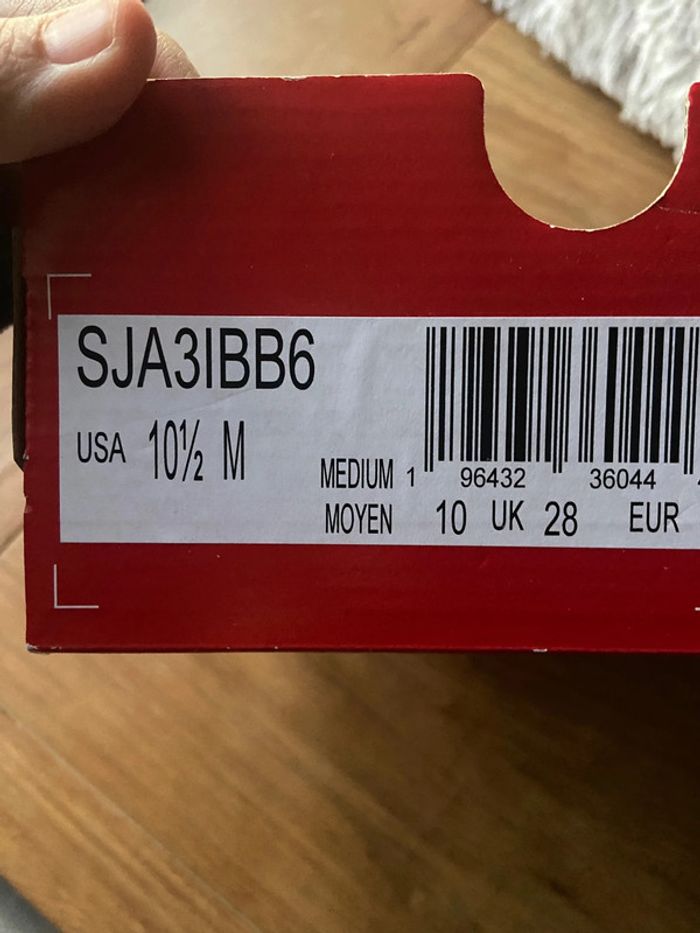 SJA3IBB6
USA 10½ M
MEDIUM 1 96432 36044
MOYEN 10 UK 28 EUR